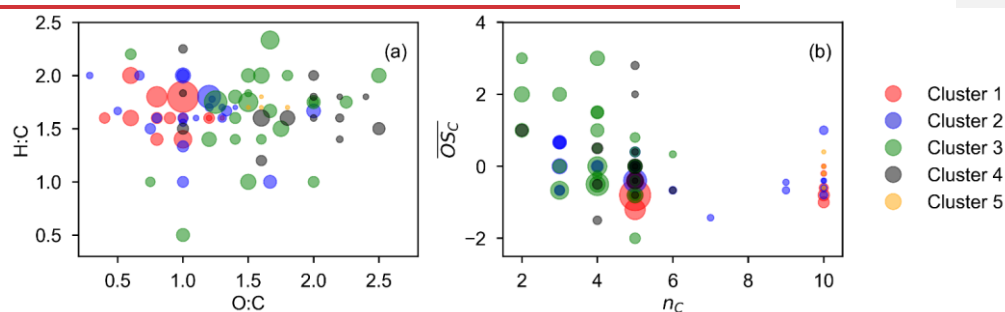 (a)
2.5
2.0
1.5
1.0
0.5
H:C
0.5 1.0 1.5 2.0 2.5
O:C
(b)
4
2
0
−2
OS_C
2 4 6 8 10
n_C
Cluster 1
Cluster 2
Cluster 3
Cluster 4
Cluster 5